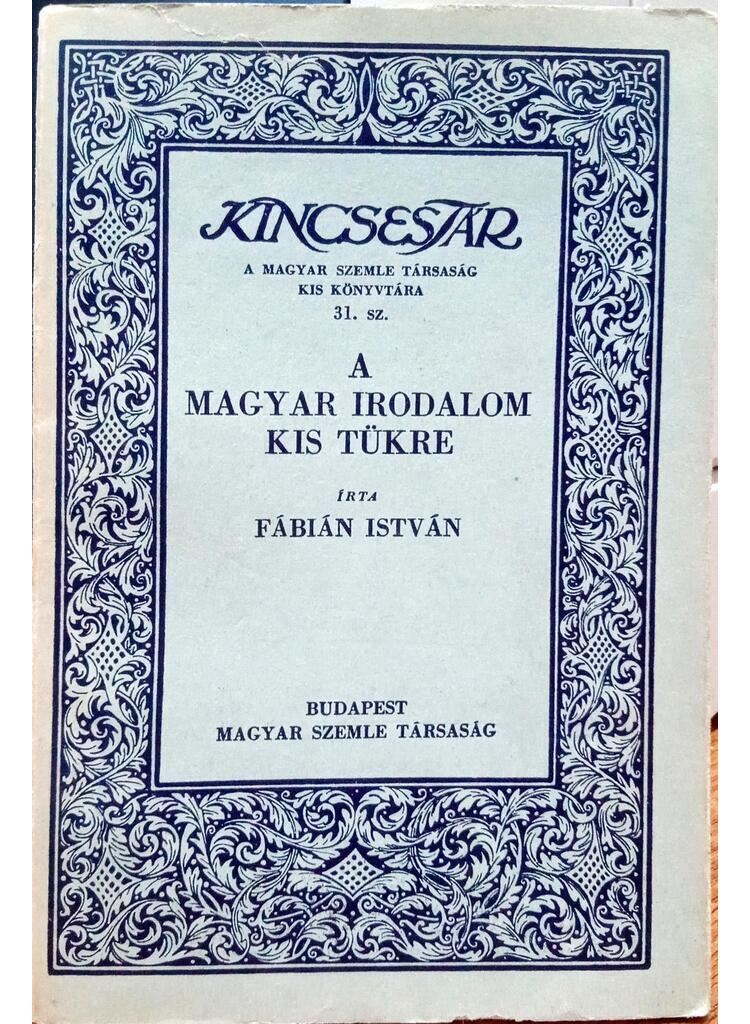 KINCSESTÁR
A MAGYAR SZEMLE TÁRSASÁG
KIS KÖNYVTÁRA
31. SZ.
A
MAGYAR IRODALOM
KIS TÜKRE
ÍRTA
FÁBIÁN ISTVÁN
BUDAPEST
MAGYAR SZEMLE TÁRSASÁG